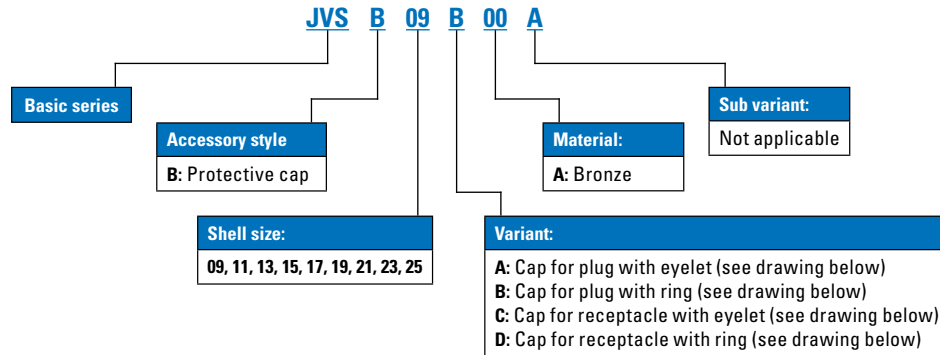 JVS B 09 B 00 A
Basic series
Sub variant:
Not applicable
Accessory style
B: Protective cap
Material:
A: Bronze
Shell size:
09, 11, 13, 15, 17, 19, 21, 23, 25
Variant:
A: Cap for plug with eyelet (see drawing below)
B: Cap for plug with ring (see drawing below)
C: Cap for receptacle with eyelet (see drawing below)
D: Cap for receptacle with ring (see drawing below)